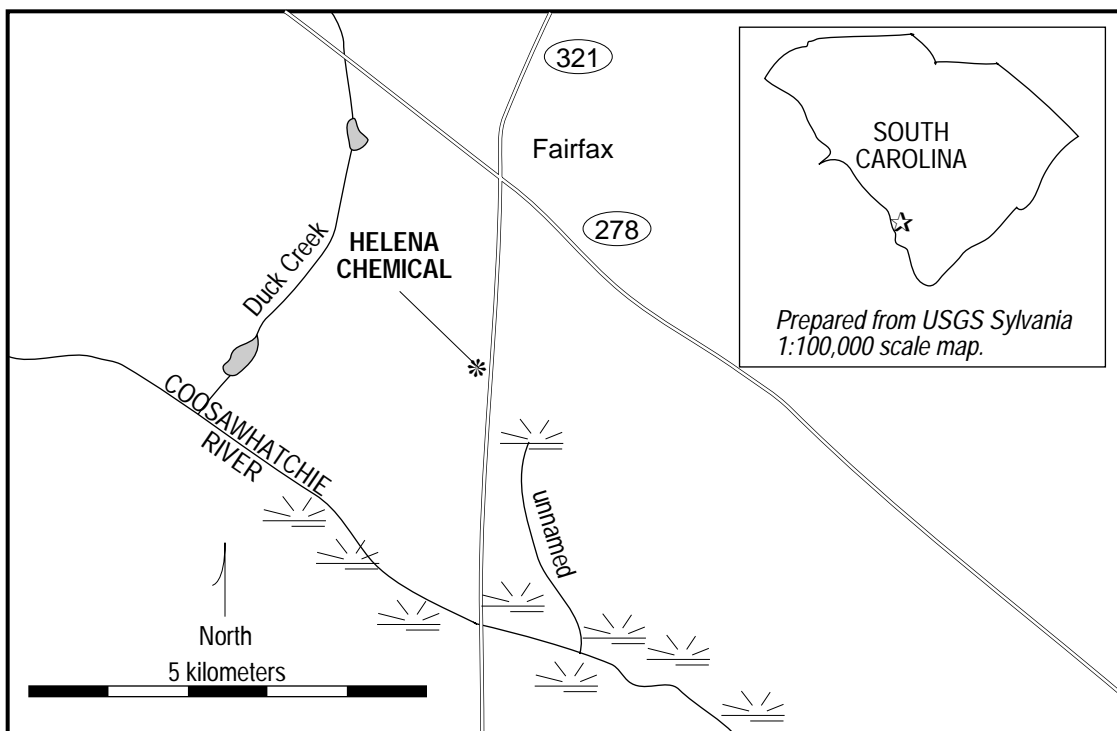 321
Fairfax
278
Duck Creek
HELENA
CHEMICAL
COOSAWHATCHIE
RIVER
unnamed
North
5 kilometers
SOUTH
CAROLINA
Prepared from USGS Sylvania
1:100,000 scale map.